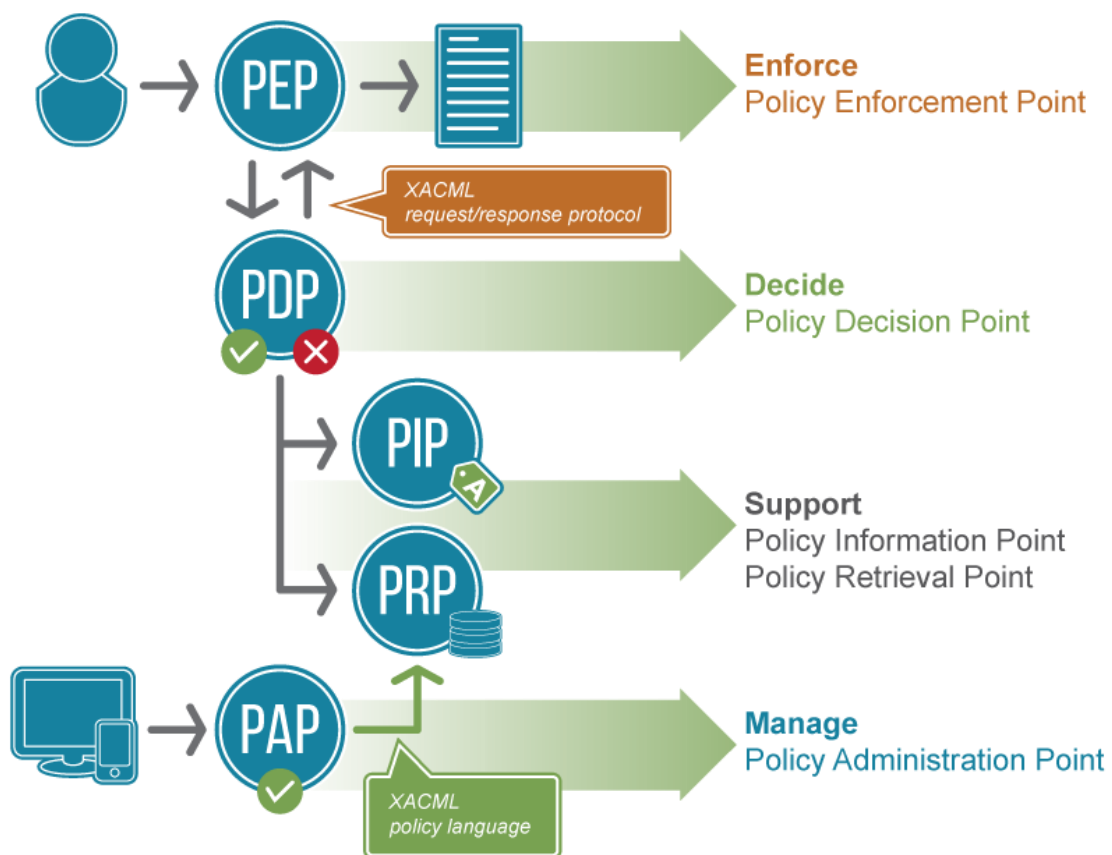 PEP
Enforce
Policy Enforcement Point
XACML
request/response protocol
PDP
Decide
Policy Decision Point
PIP
A
Support
Policy Information Point
Policy Retrieval Point
PRP
PAP
Manage
Policy Administration Point
XACML
policy language